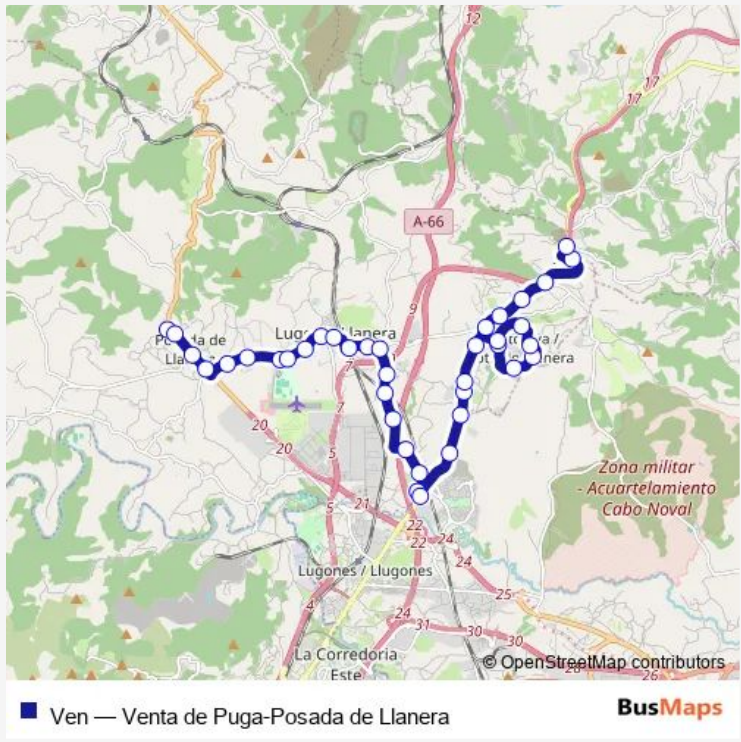 12
17
17
A-66
9
7
7
5
20
20
5
21
22
22
24
24
25
Zona militar
- Acuartelamiento
Cabo Noval
Lugones / Llugones
4
24
31
30
30
26
La Corredoria
Este
© OpenStreetMap contributors
Ven — Venta de Puga-Posada de Llanera
BusMaps